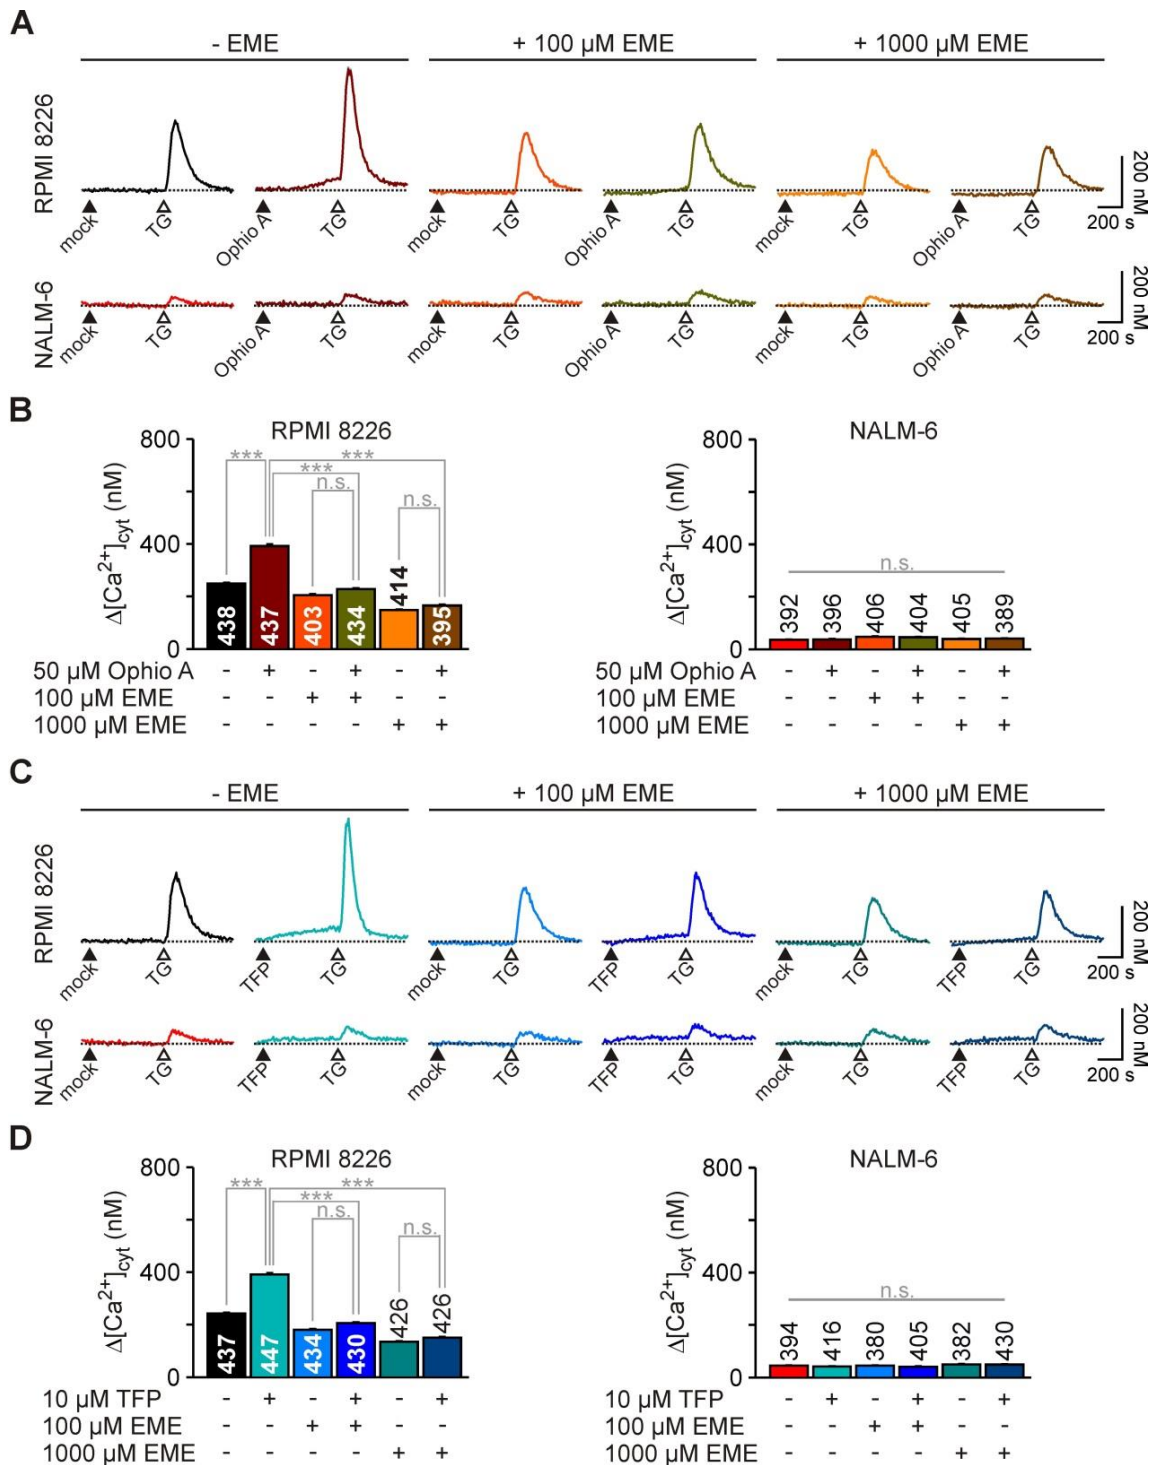 A
- EME + 100 µM EME + 1000 µM EME
RPMI 8226
200 nM
200 s
mock TG Ophio A TG mock TG Ophio A TG mock TG Ophio A TG
NALM-6
200 nM
200 s
mock TG Ophio A TG mock TG Ophio A TG mock TG Ophio A TG
B
RPMI 8226
Δ[Ca2+]cyt (nM)
800
400
0
*** *** *** n.s. n.s.
438 437 403 434 414 395
50 µM Ophio A - + - + - +
100 µM EME - - + + - -
1000 µM EME - - - - + +
NALM-6
Δ[Ca2+]cyt (nM)
800
400
0
n.s.
392 396 406 404 405 389
50 µM Ophio A - + - + - +
100 µM EME - - + + - -
1000 µM EME - - - - + +
C
- EME + 100 µM EME + 1000 µM EME
RPMI 8226
200 nM
200 s
mock TG TFP TG mock TG TFP TG mock TG TFP TG
NALM-6
200 nM
200 s
mock TG TFP TG mock TG TFP TG mock TG TFP TG
D
RPMI 8226
Δ[Ca2+]cyt (nM)
800
400
0
*** *** *** n.s. n.s.
437 447 434 430 426 426
10 µM TFP - + - + - +
100 µM EME - - + + - -
1000 µM EME - - - - + +
NALM-6
Δ[Ca2+]cyt (nM)
800
400
0
n.s.
394 416 380 405 382 430
10 µM TFP - + - + - +
100 µM EME - - + + - -
1000 µM EME - - - - + +